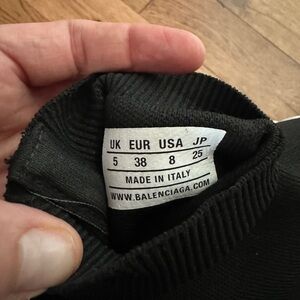 UK EUR USA JP
5 38 8 25
MADE IN ITALY
WWW.BALENCIAGA.COM